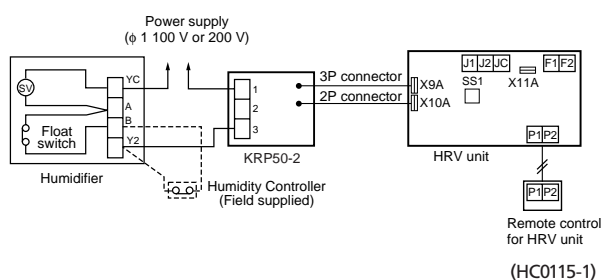 Power supply
(ϕ 1 100 V or 200 V)
YC
SV
A
B
Float
switch
Y2
Humidifier
1
2
3
KRP50-2
Humidity Controller
(Field supplied)
3P connector
2P connector
J1 J2 JC
F1 F2
SS1
X11A
X9A
X10A
P1 P2
HRV unit
P1 P2
Remote control
for HRV unit
(HC0115-1)